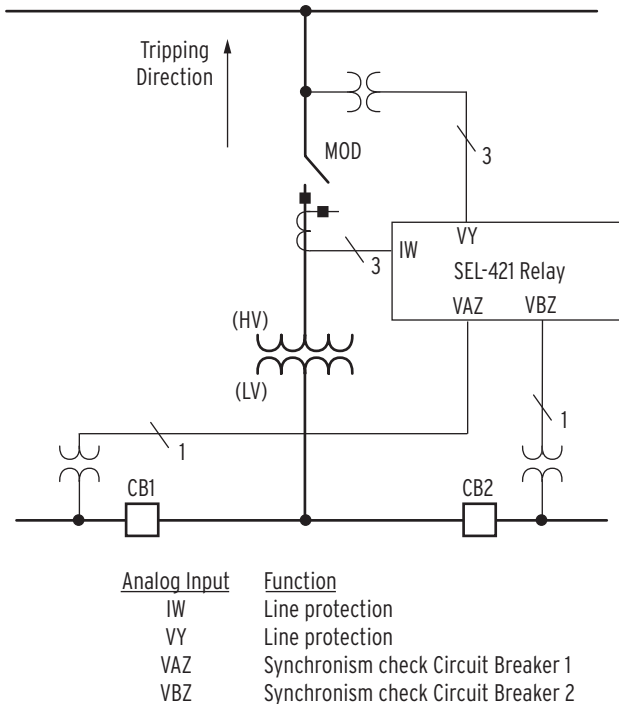 Tripping
Direction
MOD
3
IW
VY
3
SEL-421 Relay
VAZ
VBZ
(HV)
(LV)
1
1
CB1
CB2
Analog Input Function
IW Line protection
VY Line protection
VAZ Synchronism check Circuit Breaker 1
VBZ Synchronism check Circuit Breaker 2